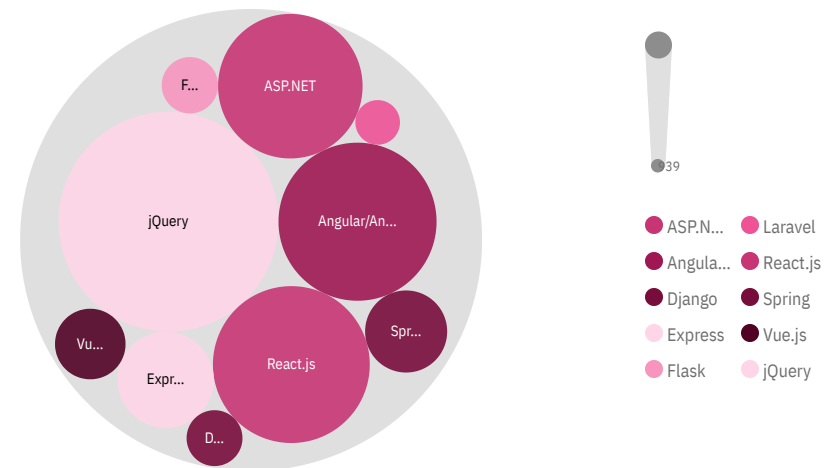 F...
ASP.NET
jQuery
Angular/An...
Vu...
Expr...
React.js
Spr...
D...
939
ASP.N...
Laravel
Angula...
React.js
Django
Spring
Express
Vue.js
Flask
jQuery